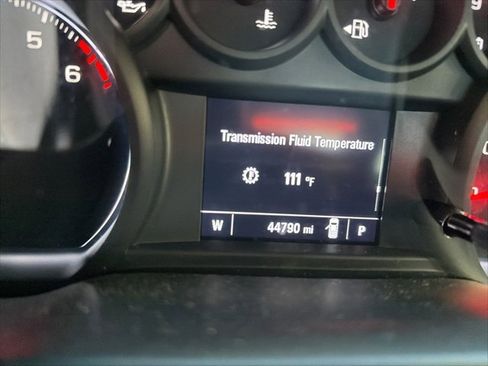 5
6
Transmission Fluid Temperature
111 °F
W 44790 mi P